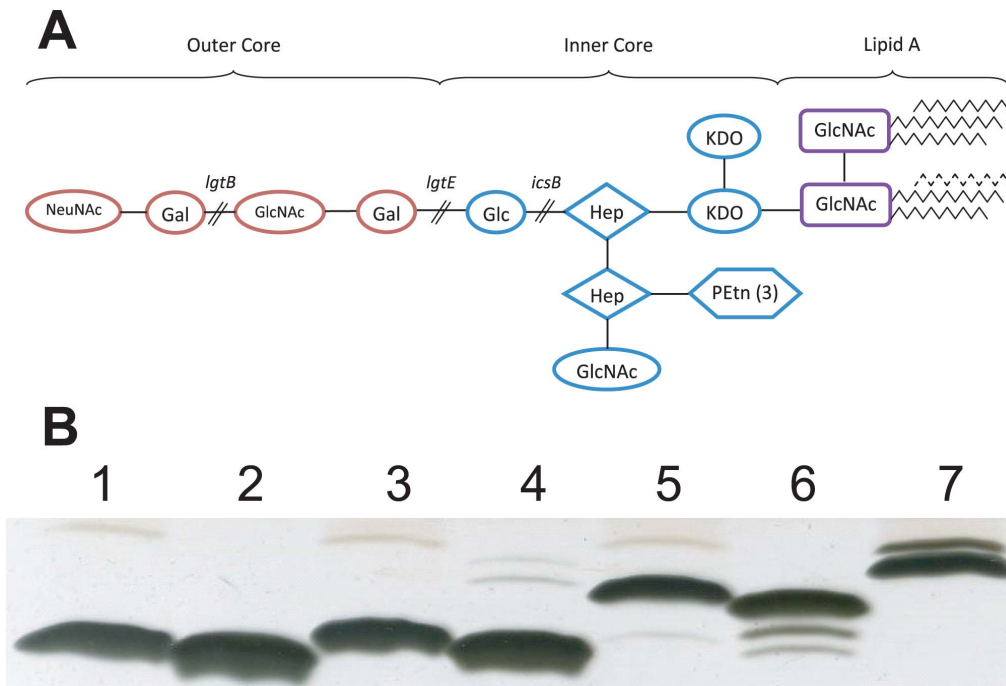 A
Outer Core Inner Core Lipid A
KDO GlcNAc
lgtB lgtE icsB
NeuNAc Gal GlcNAc Gal Glc Hep KDO GlcNAc
Hep PEtn (3)
GlcNAc
B
1 2 3 4 5 6 7